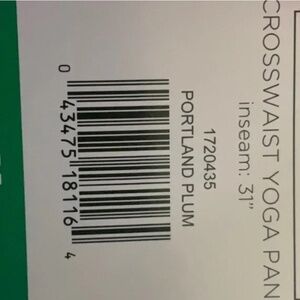 CROSSWAIST YOGA PAN
inseam: 31"
1720435
PORTLAND PLUM
0 43475 18116 4